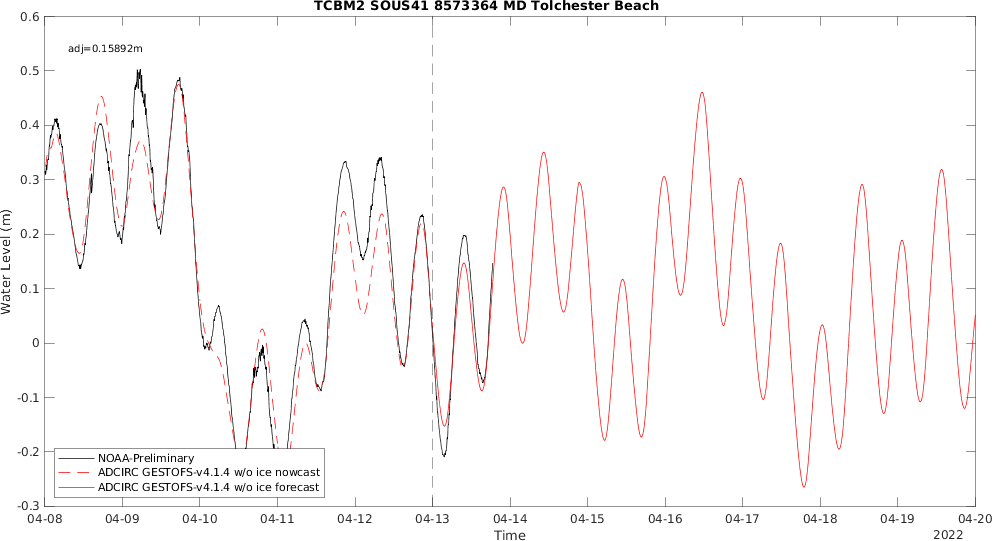 TCBM2 SOUS41 8573364 MD Tolchester Beach
adj=0.15892m
0.6
0.5
0.4
0.3
0.2
0.1
0
-0.1
-0.2
-0.3
Water Level (m)
NOAA-Preliminary
ADCIRC GESTOFS-v4.1.4 w/o ice nowcast
ADCIRC GESTOFS-v4.1.4 w/o ice forecast
04-08 04-09 04-10 04-11 04-12 04-13 04-14 04-15 04-16 04-17 04-18 04-19 04-20
Time
2022